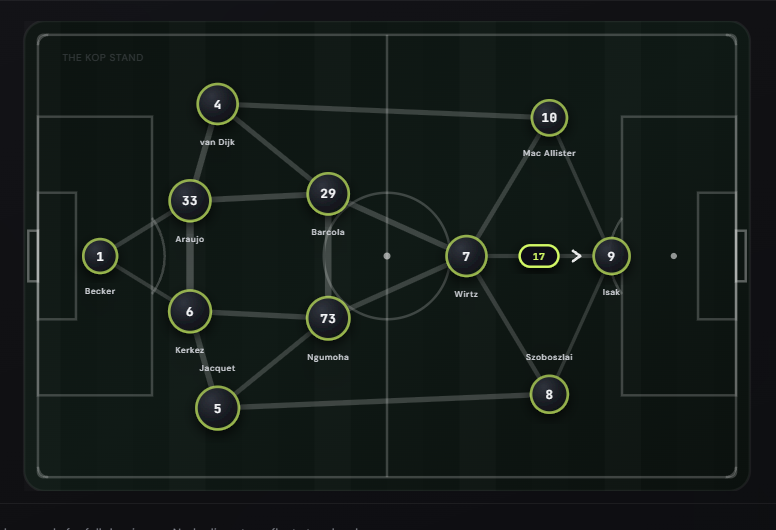 THE KOP STAND
4
van Dijk
10
Mac Allister
33
Araujo
29
Barcola
1
Becker
7
Wirtz
17
9
Isak
6
Kerkez
73
Ngumoha
Jacquet
5
Szoboszlai
8